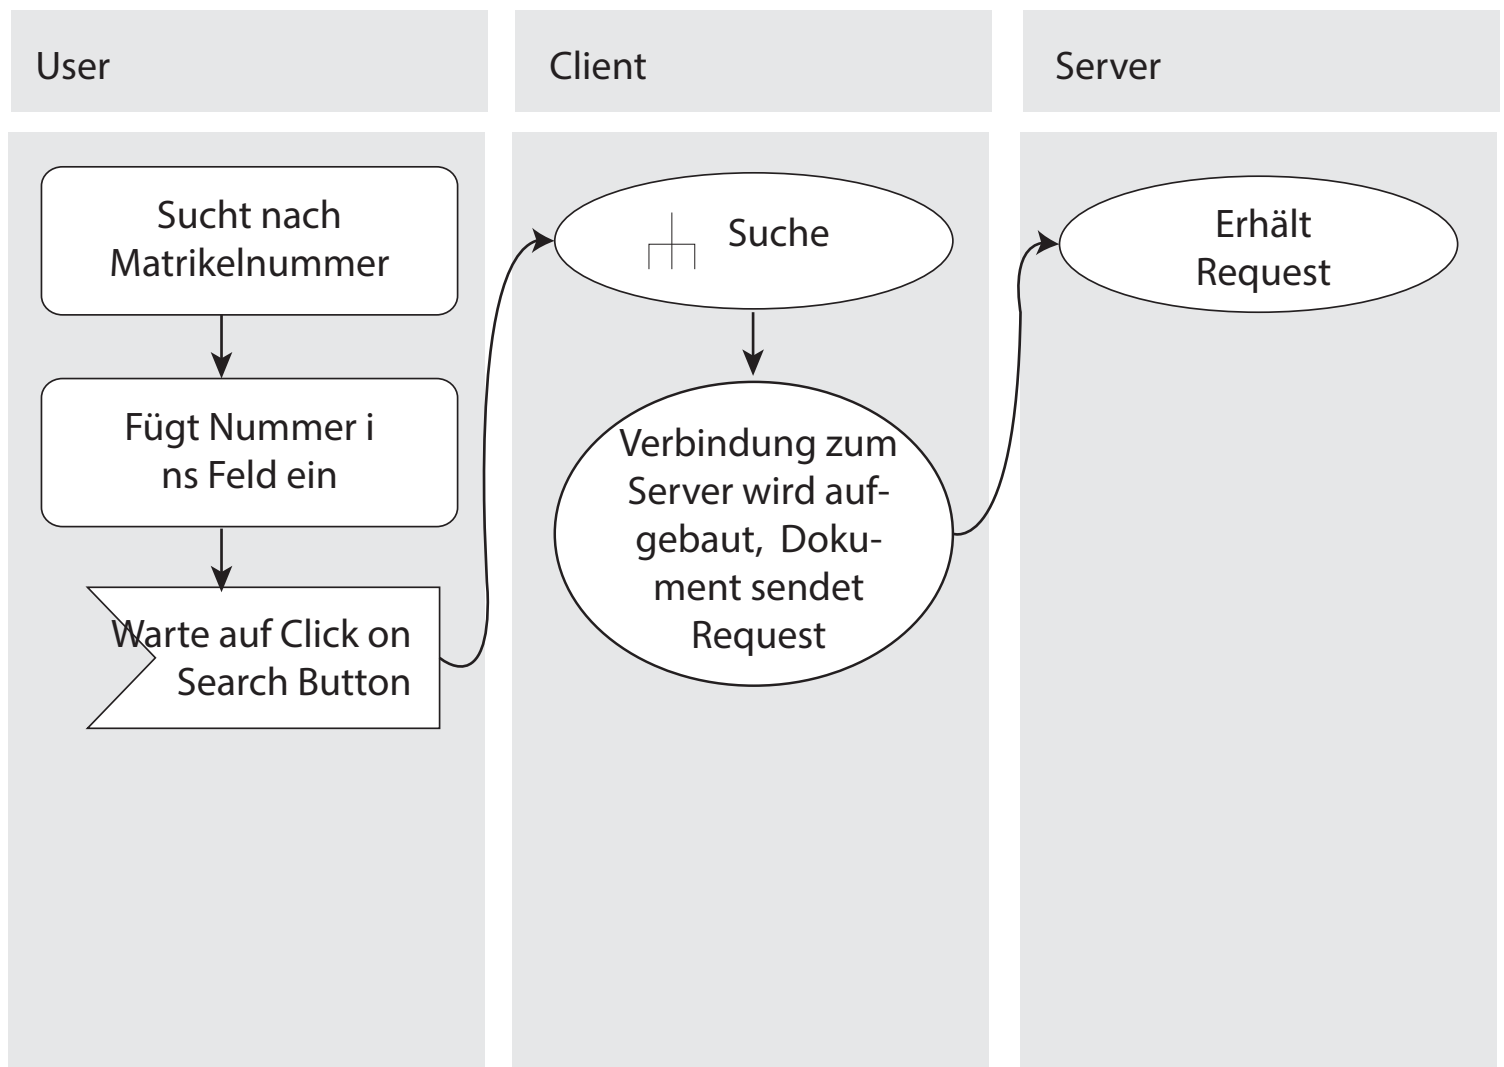 User
Client
Server
Sucht nach
Matrikelnummer
Fügt Nummer i
ns Feld ein
Warte auf Click on
Search Button
Suche
Verbindung zum
Server wird auf-
gebaut,  Doku-
ment sendet
Request
Erhält
Request